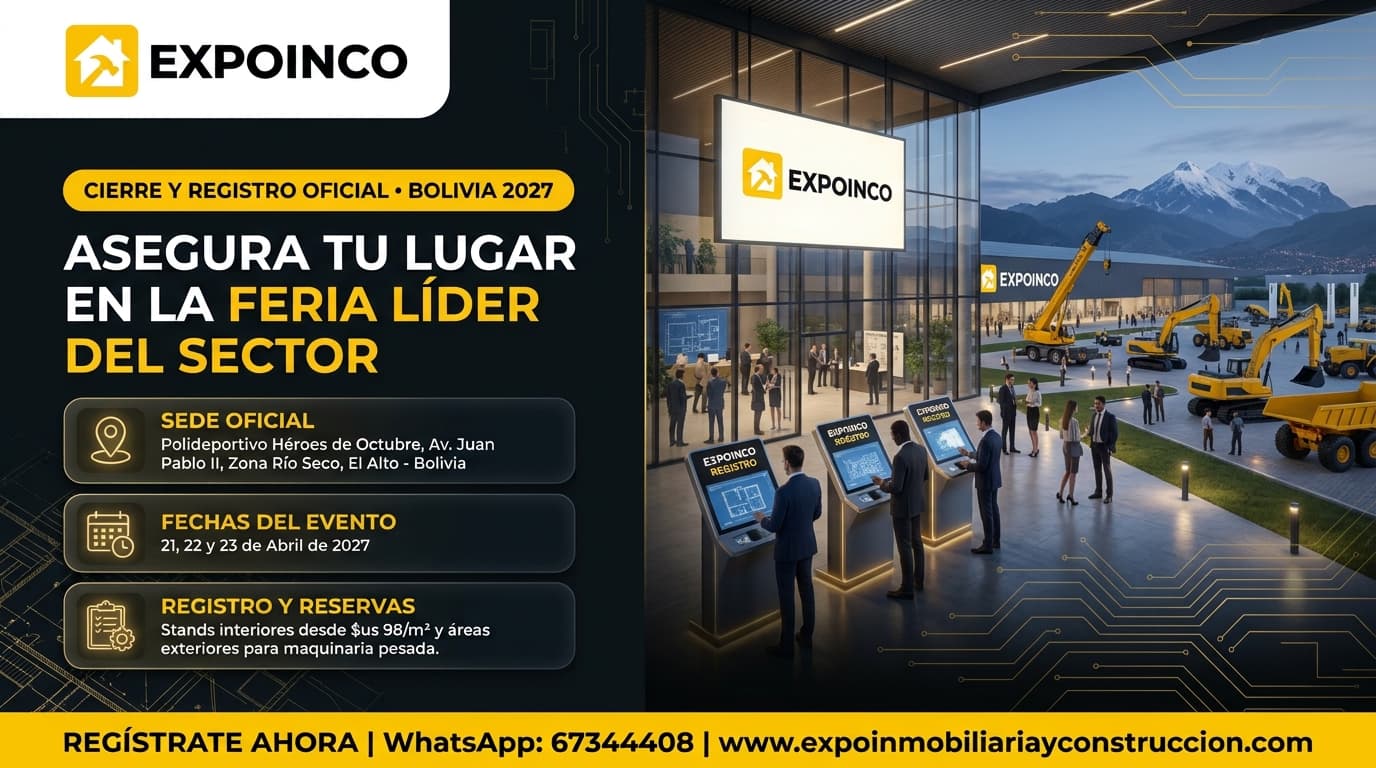 EXPOINCO
CIERRE Y REGISTRO OFICIAL • BOLIVIA 2027
ASEGURA TU LUGAR
EN LA FERIA LÍDER
DEL SECTOR
SEDE OFICIAL
Polideportivo Héroes de Octubre, Av. Juan
Pablo II, Zona Río Seco, El Alto - Bolivia
FECHAS DEL EVENTO
21, 22 y 23 de Abril de 2027
REGISTRO Y RESERVAS
Stands interiores desde $us 98/m² y áreas
exteriores para maquinaria pesada.
EXPOINCO
EXPOINCO
REGISTRO
REGÍSTRATE AHORA | WhatsApp: 67344408 | www.expoinmobiliariayconstruccion.com